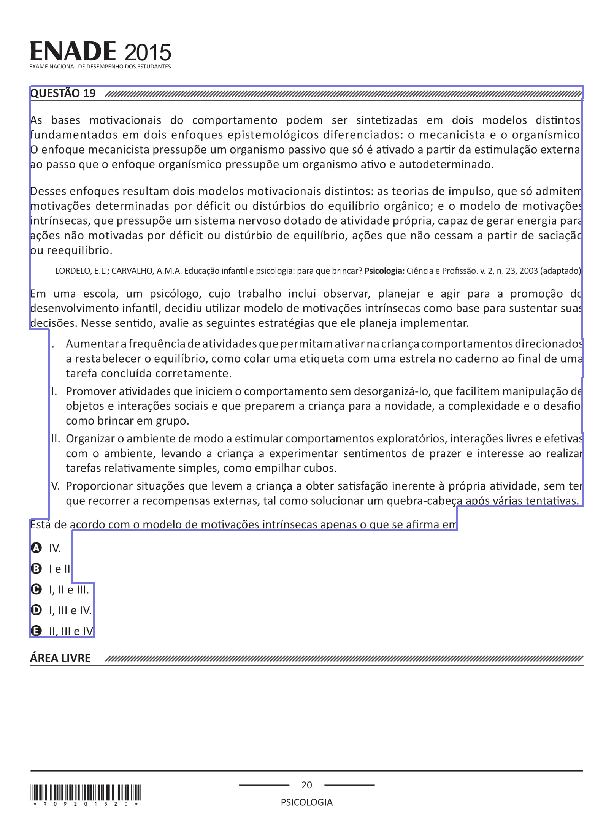 ENADE 2015
EXAME NACIONAL DE DESEMPENHO DOS ESTUDANTES
QUESTÃO 19
As bases motivacionais do comportamento podem ser sintetizadas em dois modelos distintos
fundamentados em dois enfoques epistemológicos diferenciados: o mecanicista e o organísmico.
O enfoque mecanicista pressupõe um organismo passivo que só é ativado a partir da estimulação externa
ao passo que o enfoque organísmico pressupõe um organismo ativo e autodeterminado.
Desses enfoques resultam dois modelos motivacionais distintos: as teorias de impulso, que só admitem
motivações determinadas por déficit ou distúrbios do equilíbrio orgânico; e o modelo de motivações
intrínsecas, que pressupõe um sistema nervoso dotado de atividade própria, capaz de gerar energia para
ações não motivadas por déficit ou distúrbio de equilíbrio, ações que não cessam a partir de saciação
ou reequilíbrio.
LORDELO, E.L.; CARVALHO, A.M.A. Educação infantil e psicologia: para que brincar? Psicologia: Ciência e Profissão. v. 2, n. 23, 2003 (adaptado)
Em uma escola, um psicólogo, cujo trabalho inclui observar, planejar e agir para a promoção do
desenvolvimento infantil, decidiu utilizar modelo de motivações intrínsecas como base para sustentar suas
decisões. Nesse sentido, avalie as seguintes estratégias que ele planeja implementar.
. Aumentar a frequência de atividades que permitam ativar na criança comportamentos direcionados
a restabelecer o equilíbrio, como colar uma etiqueta com uma estrela no caderno ao final de uma
tarefa concluída corretamente.
I. Promover atividades que iniciem o comportamento sem desorganizá-lo, que facilitem manipulação de
objetos e interações sociais e que preparem a criança para a novidade, a complexidade e o desafio
como brincar em grupo.
II. Organizar o ambiente de modo a estimular comportamentos exploratórios, interações livres e efetivas
com o ambiente, levando a criança a experimentar sentimentos de prazer e interesse ao realizar
tarefas relativamente simples, como empilhar cubos.
V. Proporcionar situações que levem a criança a obter satisfação inerente à própria atividade, sem ter
que recorrer a recompensas externas, tal como solucionar um quebra-cabeça após várias tentativas.
Está de acordo com o modelo de motivações intrínsecas apenas o que se afirma em
A IV.
B I e II
C I, II e III.
D I, III e IV.
E II, III e IV
ÁREA LIVRE
20
PSICOLOGIA